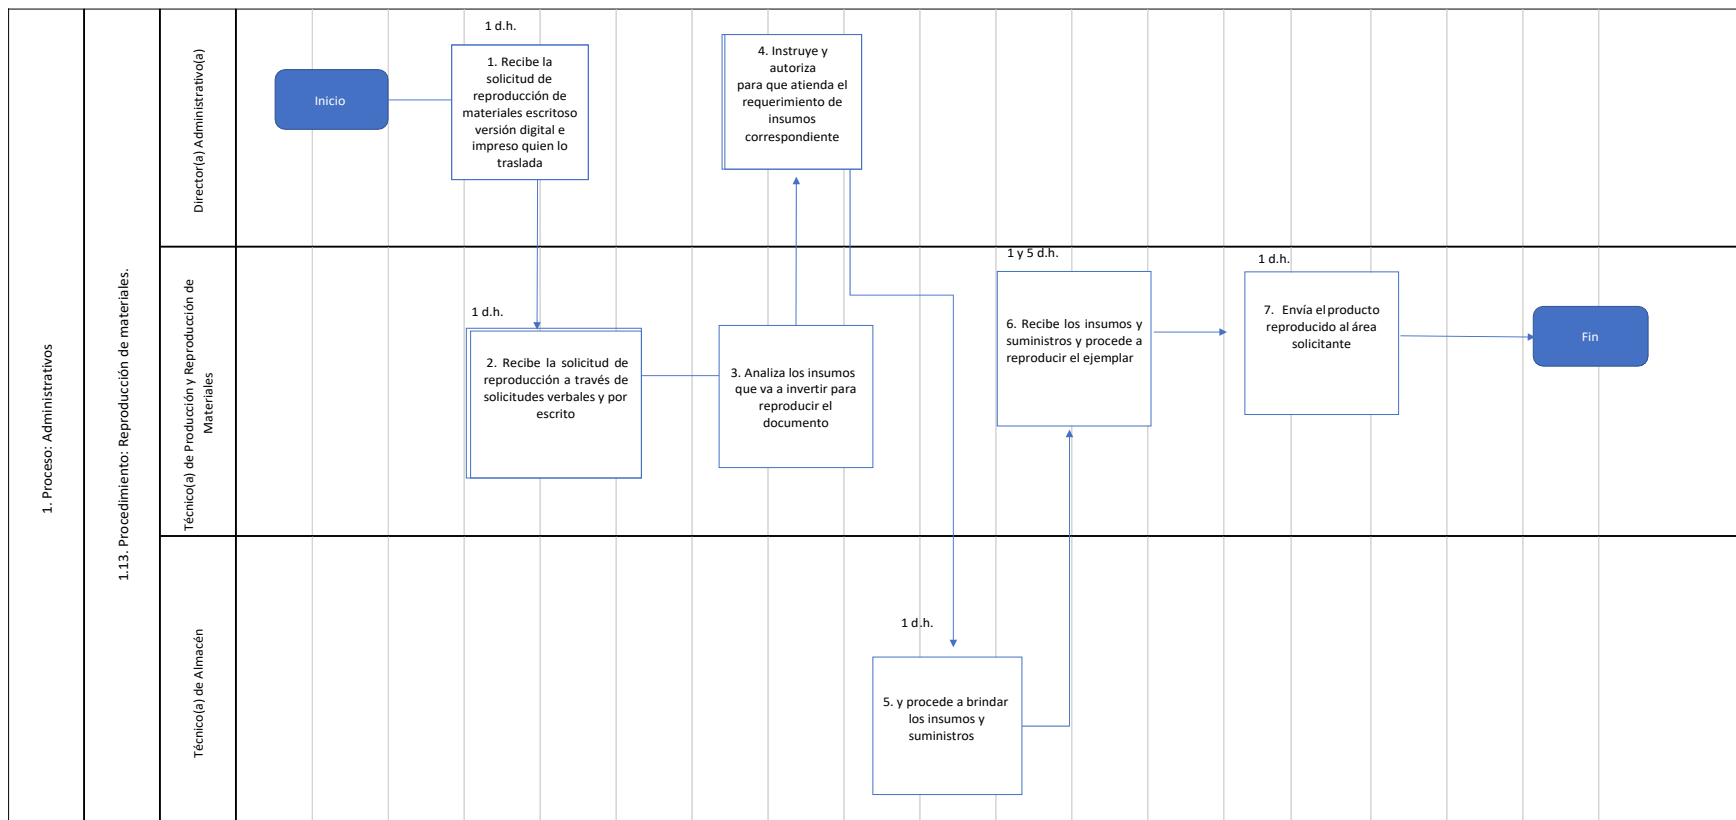 1. Proceso: Administrativos
1.13. Procedimiento: Reproducción de materiales.
Director(a) Administrativo(a)
Inicio
1 d.h.
1. Recibe la
solicitud de
reproducción de
materiales escritoso
versión digital e
impreso quien lo
traslada
4. Instruye y
autoriza
para que atienda el
requerimiento de
insumos
correspondiente
Técnico(a) de Producción y Reproducción de
Materiales
1 d.h.
2. Recibe la solicitud de
reproducción a través de
solicitudes verbales y por
escrito
3. Analiza los insumos
que va a invertir para
reproducir el
documento
1 y 5 d.h.
6. Recibe los insumos y
suministros y procede a
reproducir el ejemplar
1 d.h.
7. Envía el producto
reproducido al área
solicitante
Fin
Técnico(a) de Almacén
1 d.h.
5. y procede a brindar
los insumos y
suministros